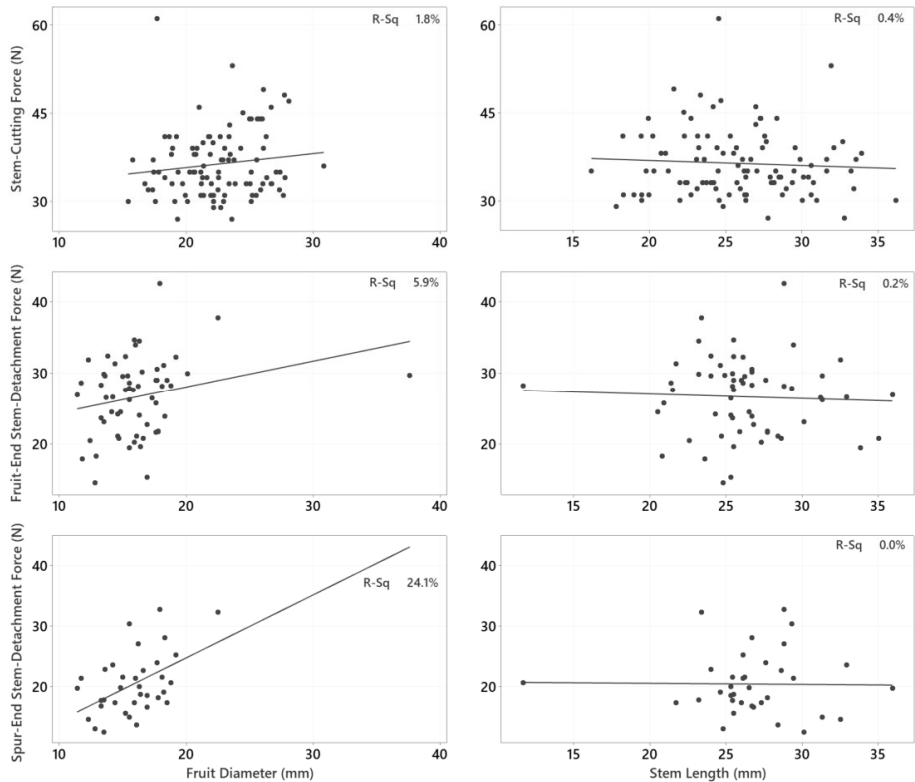 Stem-Cutting Force (N)
60
45
30
R-Sq 1.8%
10 20 30 40
60
45
30
R-Sq 0.4%
15 20 25 30 35
Fruit-End Stem-Detachment Force (N)
40
30
20
R-Sq 5.9%
10 20 30 40
40
30
20
R-Sq 0.2%
15 20 25 30 35
Spur-End Stem-Detachment Force (N)
40
30
20
R-Sq 24.1%
10 20 30 40
Fruit Diameter (mm)
40
30
20
R-Sq 0.0%
15 20 25 30 35
Stem Length (mm)